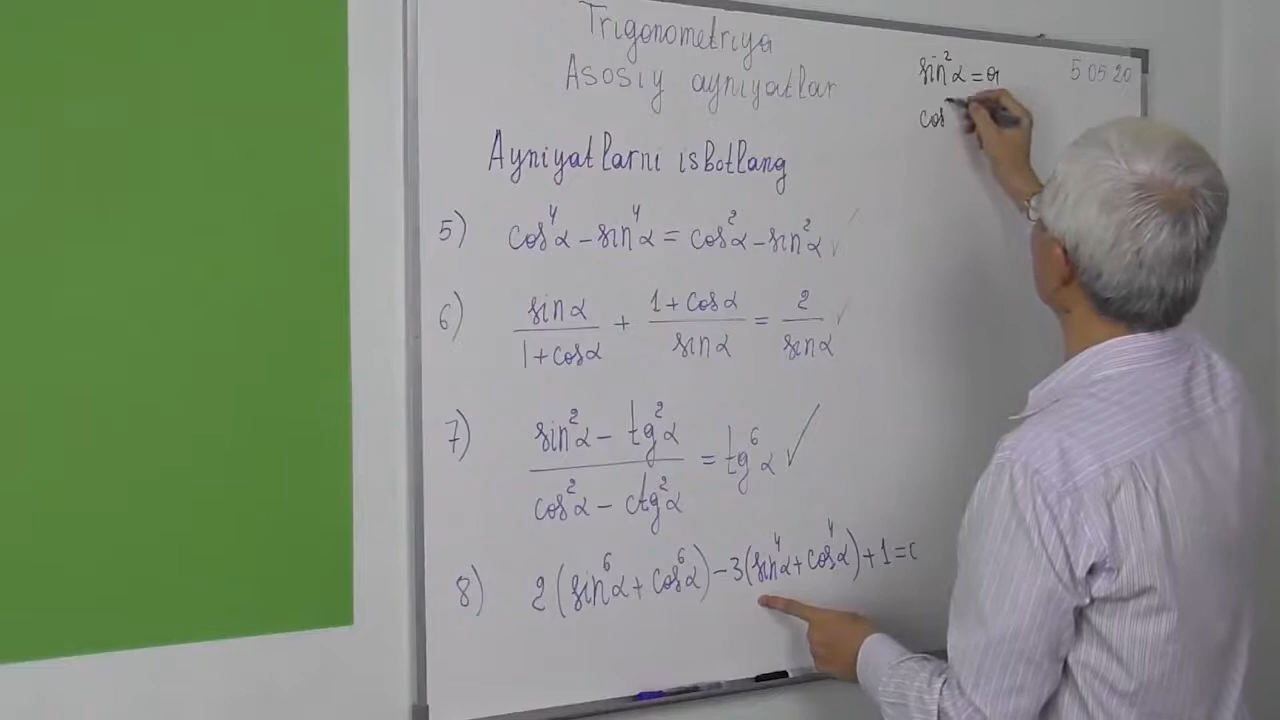 Trigonometriya
Asosiy ayniyatlar
sin²α = a
cos
5 05 20
Ayniyatlarni isbotlang
5) cos⁴α − sin⁴α = cos²α − sin²α ✓
6) sinα / 1+cosα + 1+cosα / sinα = 2 / sinα ✓
7) sin²α − tg²α / cos²α − ctg²α = tg⁶α ✓
8) 2(sin⁶α + cos⁶α) − 3(sin⁴α + cos⁴α) + 1 = 0